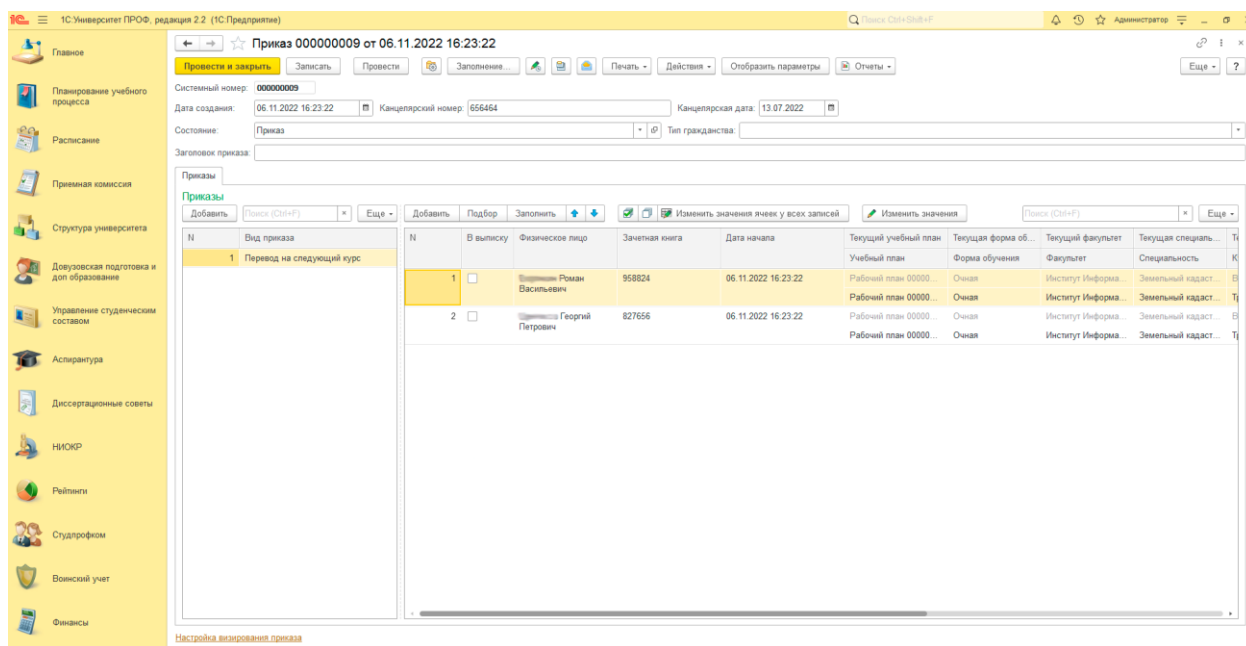 1С:Университет ПРОФ, редакция 2.2 (1С:Предприятие)
Поиск Ctrl+Shift+F
Администратор
Главное
Планирование учебного
процесса
Расписание
Приемная комиссия
Структура университета
Довузовская подготовка и
доп образование
Управление студенческим
составом
Аспирантура
Диссертационные советы
НИОКР
Рейтинги
Студпрофком
Воинский учет
Финансы
Приказ 000000009 от 06.11.2022 16:23:22
Провести и закрыть Записать Провести Заполнение... Печать Действия Отобразить параметры Отчеты Еще ?
Системный номер: 000000009
Дата создания: 06.11.2022 16:23:22 Канцелярский номер: 656464 Канцелярская дата: 13.07.2022
Состояние: Приказ Тип гражданства:
Заголовок приказа:
Приказы
Приказы
Добавить Поиск (Ctrl+F) × Еще Добавить Подбор Заполнить Изменить значения ячеек у всех записей Изменить значения Поиск (Ctrl+F) × Еще
N Вид приказа N В выписку Физическое лицо Зачетная книга Дата начала Текущий учебный план Текущая форма об... Текущий факультет Текущая специаль...
Учебный план Форма обучения Факультет Специальность
1 Перевод на следующий курс 1 Роман 958824 06.11.2022 16:23:22 Рабочий план 00000... Очная Институт Информа... Земельный кадаст...
Васильевич
Рабочий план 00000... Очная Институт Информа... Земельный кадаст...
2 Георгий 827656 06.11.2022 16:23:22 Рабочий план 00000... Очная Институт Информа... Земельный кадаст...
Петрович
Рабочий план 00000... Очная Институт Информа... Земельный кадаст...
Настройка визирования приказа